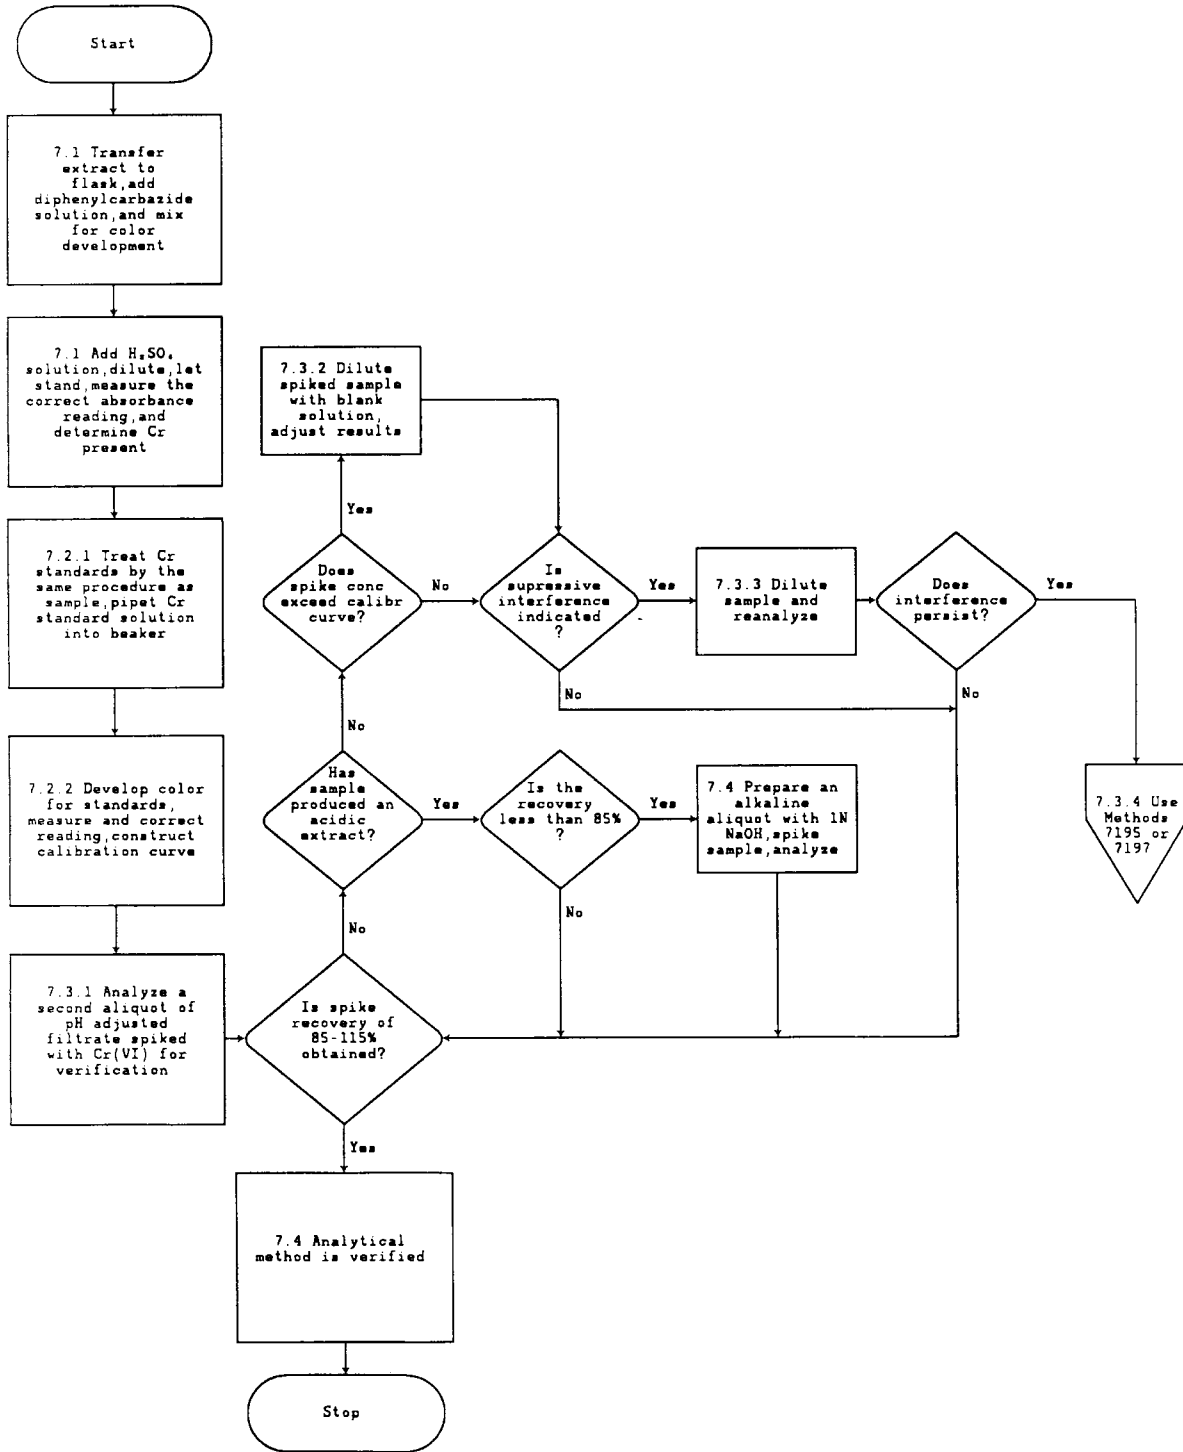 Start
7.1 Transfer
extract to
flask,add
diphenylcarbazide
solution,and mix
for color
development
7.1 Add H₂SO₄
solution,dilute,let
stand,measure the
correct absorbance
reading,and
determine Cr
present
7.2.1 Treat Cr
standards by the
same procedure as
sample,pipet Cr
standard solution
into beaker
7.2.2 Develop color
for standards,
measure and correct
reading,construct
calibration curve
7.3.1 Analyze a
second aliquot of
pH adjusted
filtrate spiked
with Cr(VI) for
verification
Is spike
recovery of
85-115%
obtained?
No
Yes
7.4 Analytical
method is verified
Stop
Has
sample
produced an
acidic
extract?
Yes
No
Is the
recovery
less than 85%
?
Yes
No
7.4 Prepare an
alkaline
aliquot with 1N
NaOH,spike
sample,analyze
Does
spike conc
exceed calibr
curve?
Yes
No
7.3.2 Dilute
spiked sample
with blank
solution,
adjust results
Is
supressive
interference
indicated
?
Yes
No
7.3.3 Dilute
sample and
reanalyze
Does
interference
persist?
Yes
No
7.3.4 Use
Methods
7195 or
7197